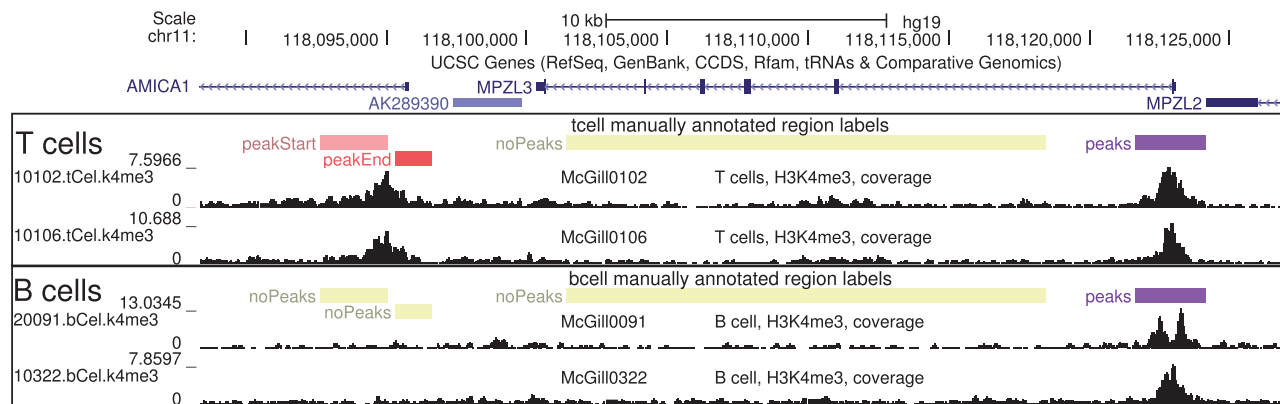 Scale 10 kb hg19
chr11: 118,095,000 118,100,000 118,105,000 118,110,000 118,115,000 118,120,000 118,125,000
UCSC Genes (RefSeq, GenBank, CCDS, Rfam, tRNAs & Comparative Genomics)
AMICA1 MPZL3
AK289390 MPZL2
T cells tcell manually annotated region labels
peakStart noPeaks peaks
peakEnd
7.5966
10102.tCel.k4me3 McGill0102 T cells, H3K4me3, coverage
0
10.688
10106.tCel.k4me3 McGill0106 T cells, H3K4me3, coverage
0
B cells bcell manually annotated region labels
noPeaks noPeaks peaks
13.0345 noPeaks
20091.bCel.k4me3 McGill0091 B cell, H3K4me3, coverage
0
7.8597
10322.bCel.k4me3 McGill0322 B cell, H3K4me3, coverage
0